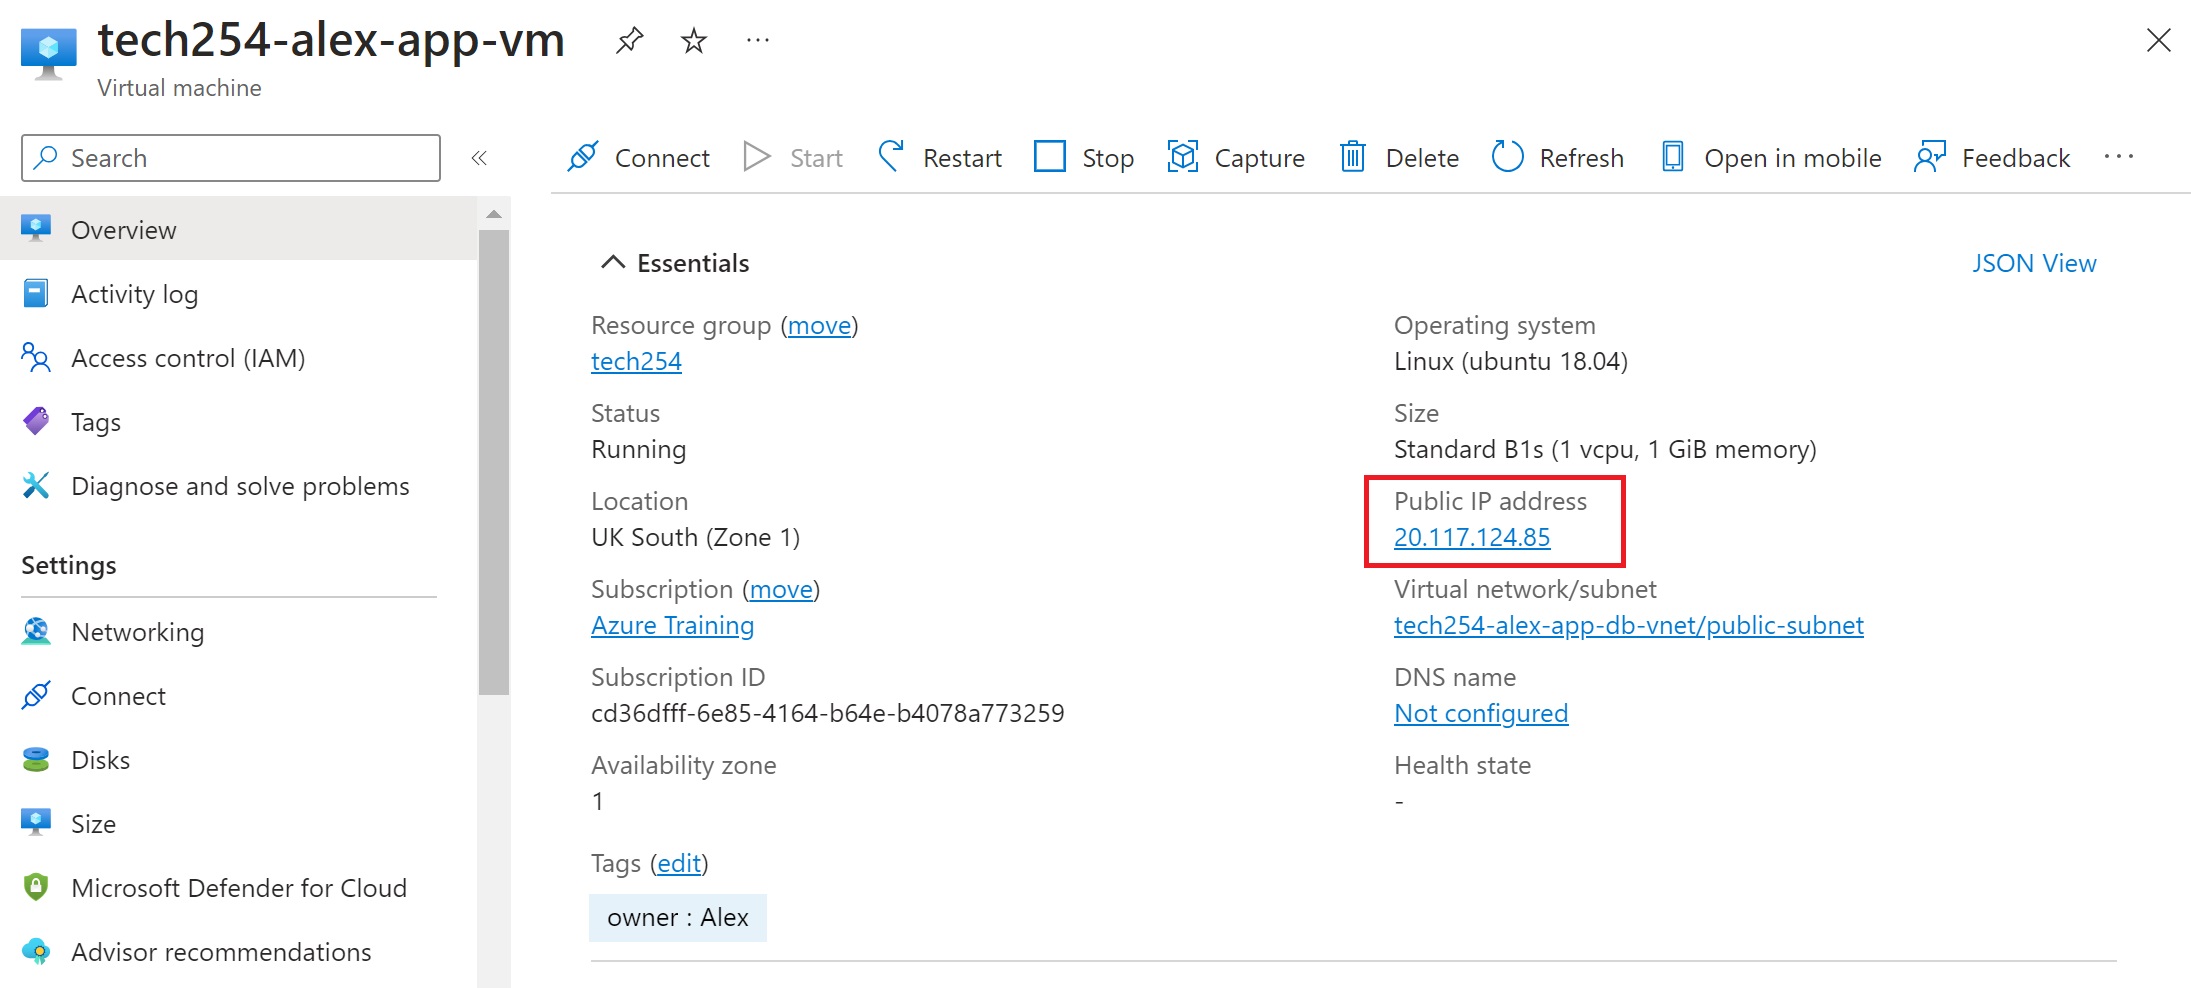 tech254-alex-app-vm
Virtual machine
Search
Connect
Start
Restart
Stop
Capture
Delete
Refresh
Open in mobile
Feedback
Overview
Activity log
Access control (IAM)
Tags
Diagnose and solve problems
Settings
Networking
Connect
Disks
Size
Microsoft Defender for Cloud
Advisor recommendations
Essentials
JSON View
Resource group (move)
tech254
Status
Running
Location
UK South (Zone 1)
Subscription (move)
Azure Training
Subscription ID
cd36dfff-6e85-4164-b64e-b4078a773259
Availability zone
1
Operating system
Linux (ubuntu 18.04)
Size
Standard B1s (1 vcpu, 1 GiB memory)
Public IP address
20.117.124.85
Virtual network/subnet
tech254-alex-app-db-vnet/public-subnet
DNS name
Not configured
Health state
-
Tags (edit)
owner : Alex